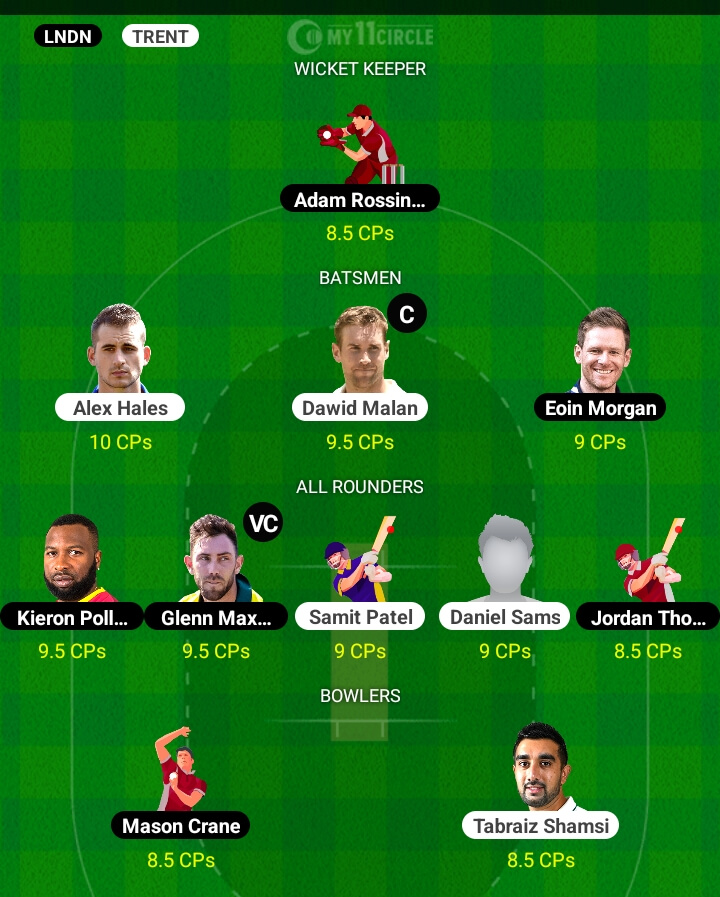 LNDN TRENT MY11CIRCLE
WICKET KEEPER
Adam Rossin...
8.5 CPs
BATSMEN
C
Alex Hales Dawid Malan Eoin Morgan
10 CPs 9.5 CPs 9 CPs
ALL ROUNDERS
VC
Kieron Poll... Glenn Max... Samit Patel Daniel Sams Jordan Tho...
9.5 CPs 9.5 CPs 9 CPs 9 CPs 8.5 CPs
BOWLERS
Mason Crane Tabraiz Shamsi
8.5 CPs 8.5 CPs